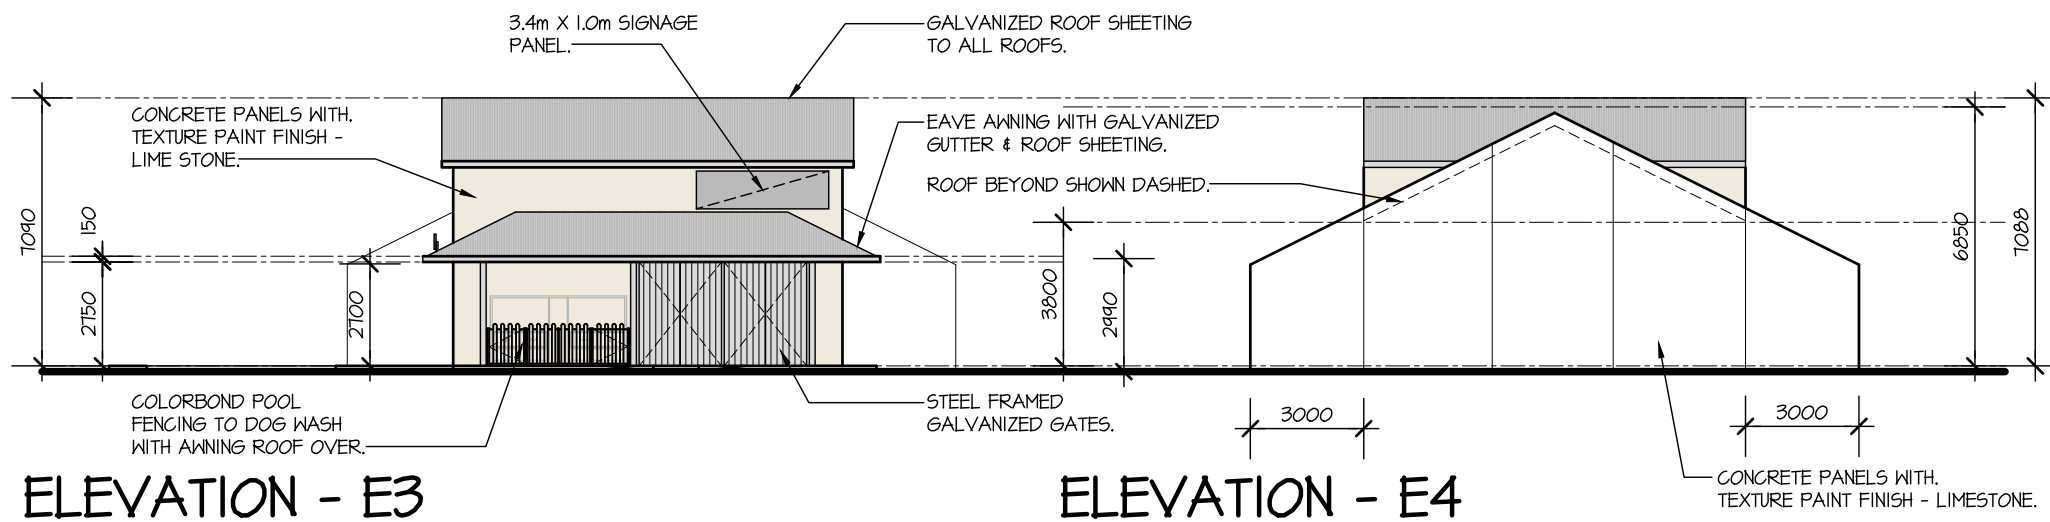 3.4m X 1.0m SIGNAGE
PANEL.
GALVANIZED ROOF SHEETING
TO ALL ROOFS.
CONCRETE PANELS WITH.
TEXTURE PAINT FINISH -
LIME STONE.
EAVE AWNING WITH GALVANIZED
GUTTER & ROOF SHEETING.
ROOF BEYOND SHOWN DASHED.
7090
150
2750
2700
3800
2990
6850
7088
COLORBOND POOL
FENCING TO DOG WASH
WITH AWNING ROOF OVER.
STEEL FRAMED
GALVANIZED GATES.
3000
3000
CONCRETE PANELS WITH.
TEXTURE PAINT FINISH - LIMESTONE.
ELEVATION - E3
ELEVATION - E4